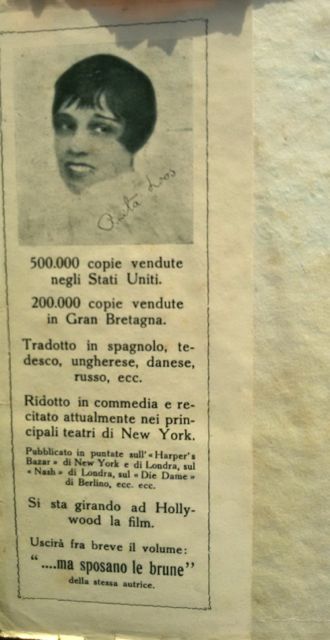 500.000 copie vendute
negli Stati Uniti.
200.000 copie vendute
in Gran Bretagna.
Tradotto in spagnolo, te-
desco, ungherese, danese,
russo, ecc.
Ridotto in commedia e re-
citato attualmente nei prin-
cipali teatri di New York.
Pubblicato in puntate sull'«Harper's
Bazar» di New York e di Londra, sul
«Nash» di Londra, sul «Die Dame»
di Berlino, ecc. ecc.
Si sta girando ad Holly-
wood la film.
Uscirà fra breve il volume:
"....ma sposano le brune"
della stessa autrice.